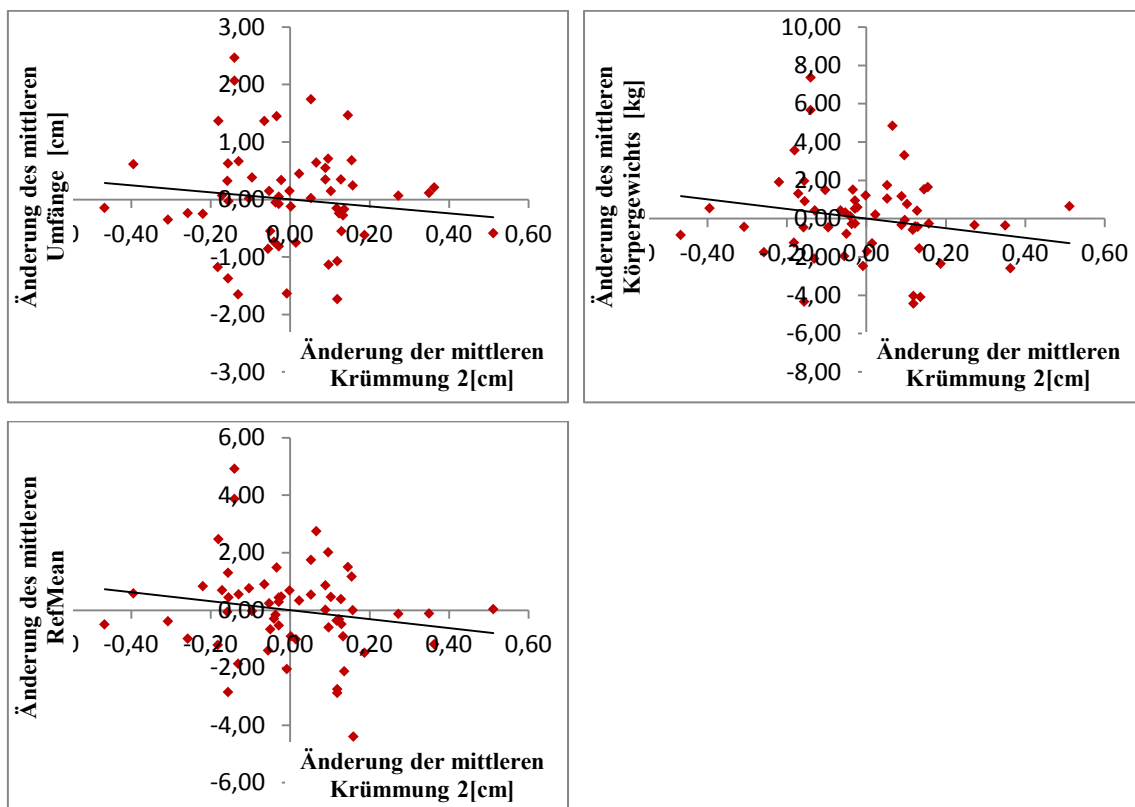 3,00
2,00
1,00
0,00
-1,00
-2,00
-3,00
-0,40 -0,20 0,00 0,20 0,40 0,60
Änderung des mittleren
Umfänge [cm]
Änderung der mittleren
Krümmung 2[cm]
10,00
8,00
6,00
4,00
2,00
0,00
-2,00
-4,00
-6,00
-8,00
-0,40 -0,20 0,00 0,20 0,40 0,60
Änderung des mittleren
Körpergewichts [kg]
Änderung der mittleren
Krümmung 2[cm]
6,00
4,00
2,00
0,00
-2,00
-4,00
-6,00
-0,40 -0,20 0,00 0,20 0,40 0,60
Änderung des mittleren
RefMean
Änderung der mittleren
Krümmung 2[cm]